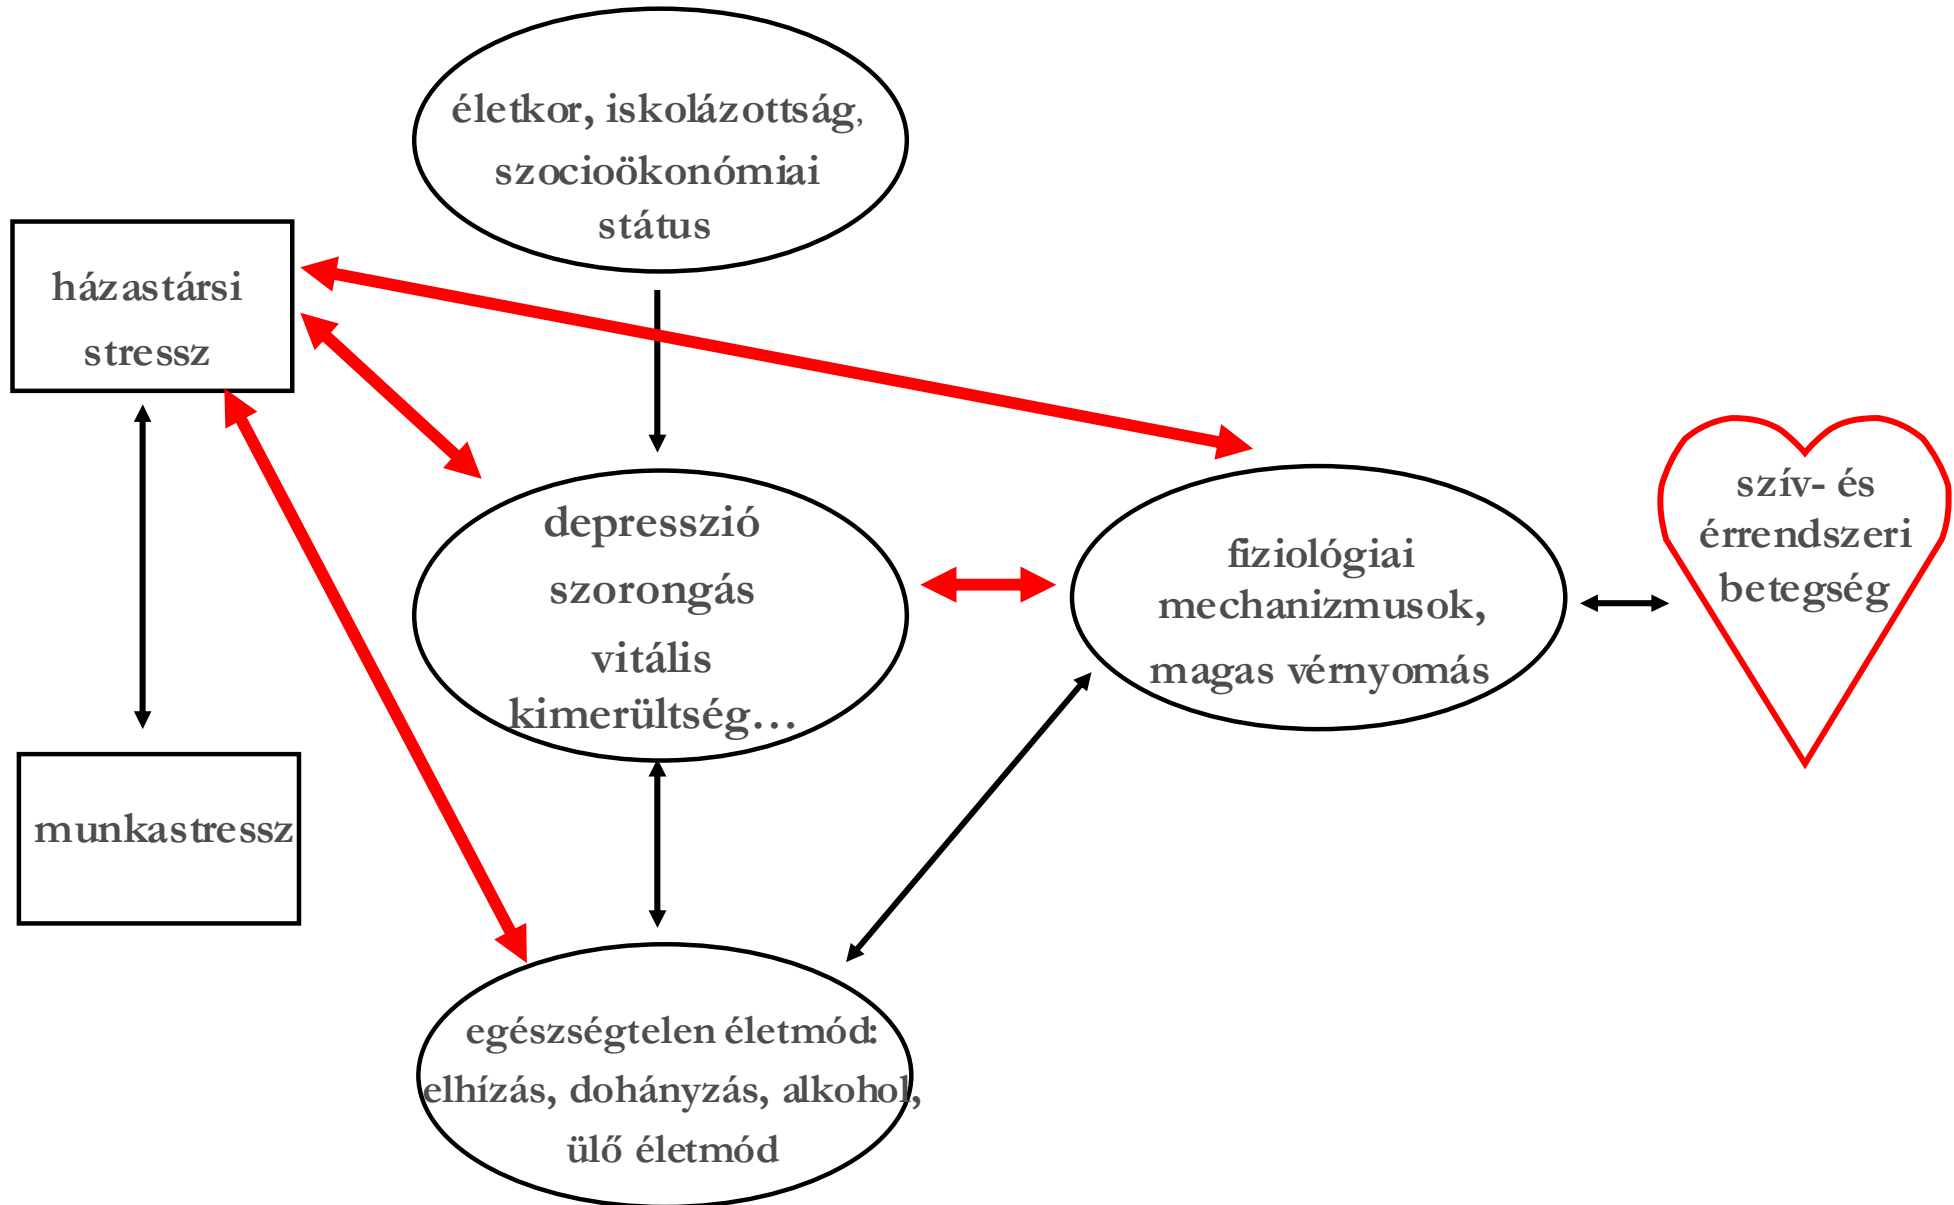 életkor, iskolázottság,
szocioökonómiai
státus
házastársi
stressz
depresszió
szorongás
vitális
kimerültség…
fiziológiai
mechanizmusok,
magas vérnyomás
szív- és
érrendszeri
betegség
munkastressz
egészségtelen életmód:
elhízás, dohányzás, alkohol,
ülő életmód